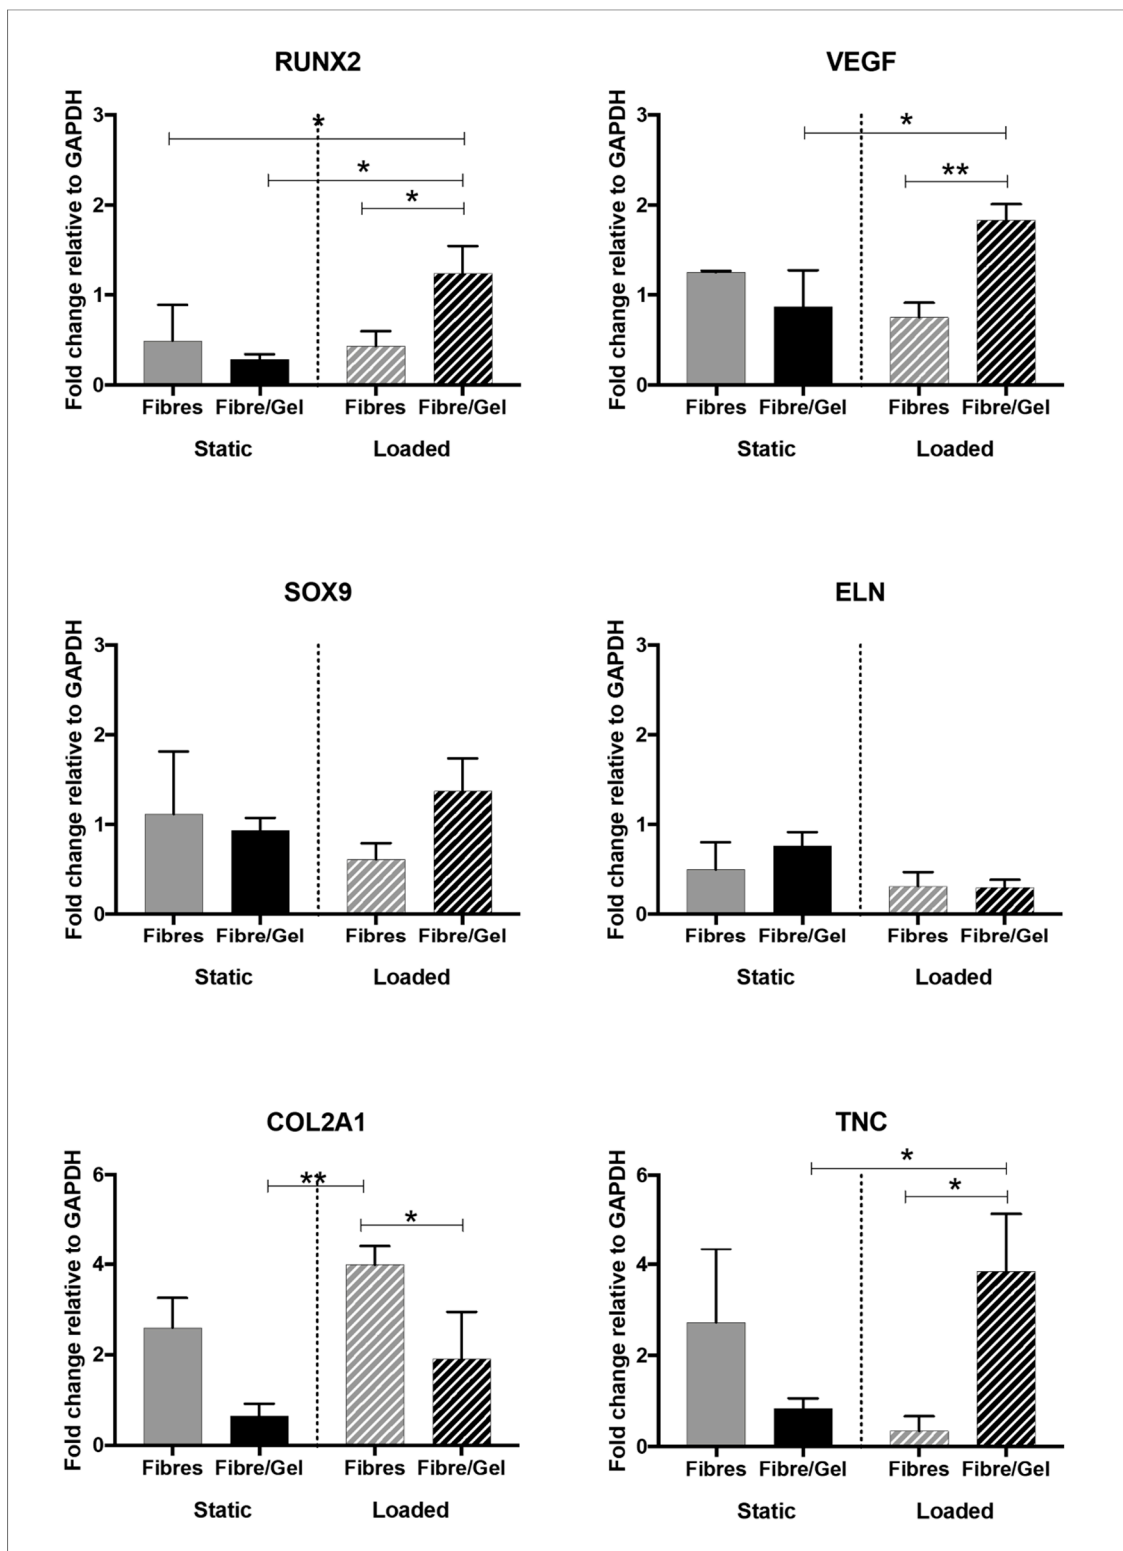 RUNX2
Fold change relative to GAPDH
3
2
1
0
*
*
*
Fibres Fibre/Gel Fibres Fibre/Gel
Static Loaded
VEGF
Fold change relative to GAPDH
3
2
1
0
*
**
Fibres Fibre/Gel Fibres Fibre/Gel
Static Loaded
SOX9
Fold change relative to GAPDH
3
2
1
0
Fibres Fibre/Gel Fibres Fibre/Gel
Static Loaded
ELN
Fold change relative to GAPDH
3
2
1
0
Fibres Fibre/Gel Fibres Fibre/Gel
Static Loaded
COL2A1
Fold change relative to GAPDH
6
4
2
0
**
*
Fibres Fibre/Gel Fibres Fibre/Gel
Static Loaded
TNC
Fold change relative to GAPDH
6
4
2
0
*
*
Fibres Fibre/Gel Fibres Fibre/Gel
Static Loaded